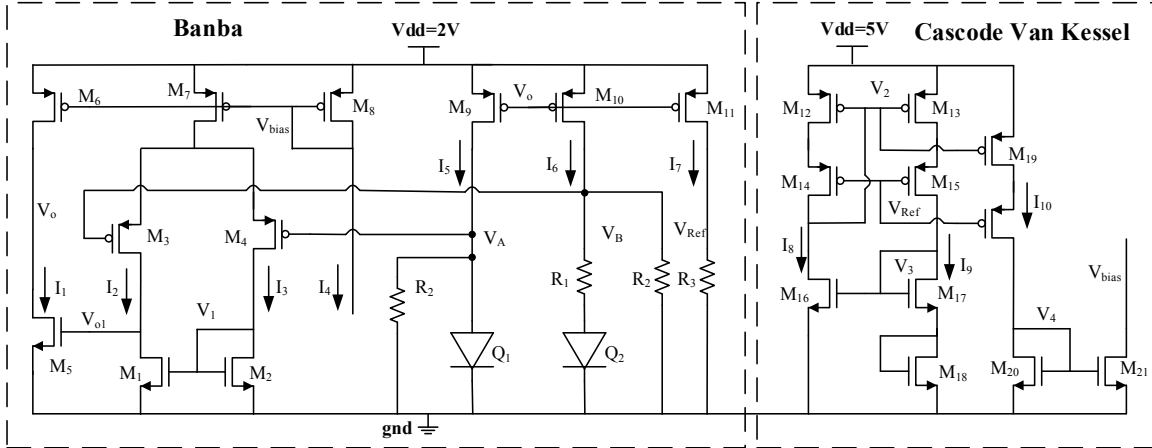 Banba
Vdd=2V
Vdd=5V
Cascode Van Kessel
M6
M7
M8
Vbias
M9
Vo
M10
M11
M12
V2
M13
M19
I5
I6
I7
M14
M15
VRef
I10
Vo
M3
M4
VA
VB
VRef
I8
V3
I9
Vbias
I1
I2
I3
I4
R2
R1
R2
R3
M16
M17
Vo1
V1
V4
M5
M1
M2
Q1
Q2
M18
M20
M21
gnd